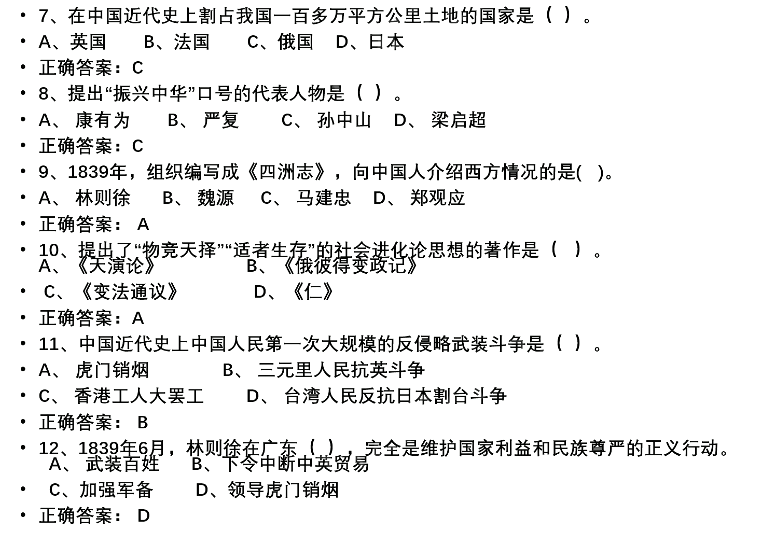 • 7、在中国近代史上割占我国一百多万平方公里土地的国家是（ ）。
• A、英国 B、法国 C、俄国 D、日本
• 正确答案：C
• 8、提出“振兴中华”口号的代表人物是（ ）。
• A、 康有为 B、 严复 C、 孙中山 D、 梁启超
• 正确答案：C
• 9、1839年，组织编写成《四洲志》，向中国人介绍西方情况的是( )。
• A、 林则徐 B、 魏源 C、 马建忠 D、 郑观应
• 正确答案： A
• 10、提出了“物竞天择”“适者生存”的社会进化论思想的著作是（ ）。
A、《天演论》 B、《俄彼得变政记》
• C、《变法通议》 D、《仁》
• 正确答案：A
• 11、中国近代史上中国人民第一次大规模的反侵略武装斗争是（ ）。
• A、 虎门销烟 B、 三元里人民抗英斗争
• C、 香港工人大罢工 D、 台湾人民反抗日本割台斗争
• 正确答案： B
• 12、1839年6月，林则徐在广东（ ），完全是维护国家利益和民族尊严的正义行动。
A、 武装百姓 B、下令中断中英贸易
• C、加强军备 D、领导虎门销烟
• 正确答案： D